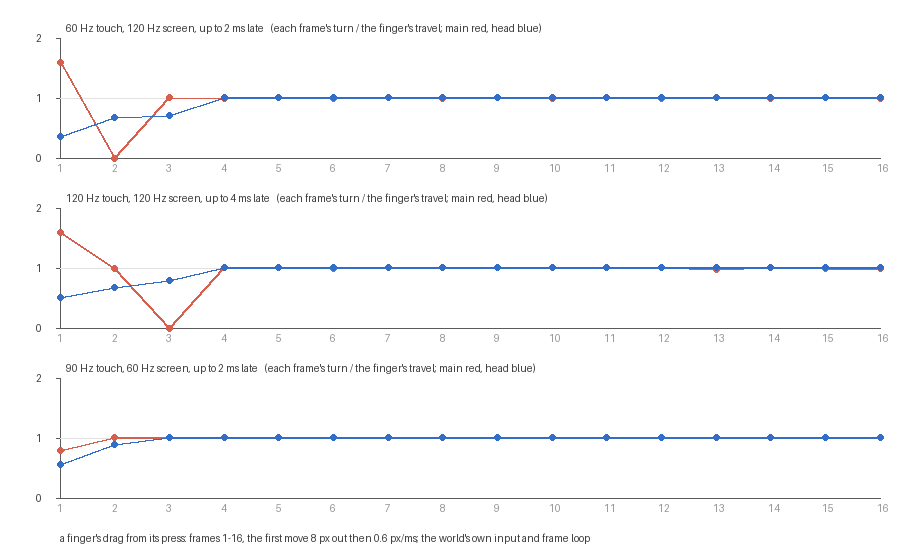 60 Hz touch, 120 Hz screen, up to 2 ms late (each frame's turn / the finger's travel; main red, head blue)
2
1
0
1 2 3 4 5 6 7 8 9 10 11 12 13 14 15 16
120 Hz touch, 120 Hz screen, up to 4 ms late (each frame's turn / the finger's travel; main red, head blue)
2
1
0
1 2 3 4 5 6 7 8 9 10 11 12 13 14 15 16
90 Hz touch, 60 Hz screen, up to 2 ms late (each frame's turn / the finger's travel; main red, head blue)
2
1
0
1 2 3 4 5 6 7 8 9 10 11 12 13 14 15 16
a finger's drag from its press: frames 1-16, the first move 8 px out then 0.6 px/ms; the world's own input and frame loop